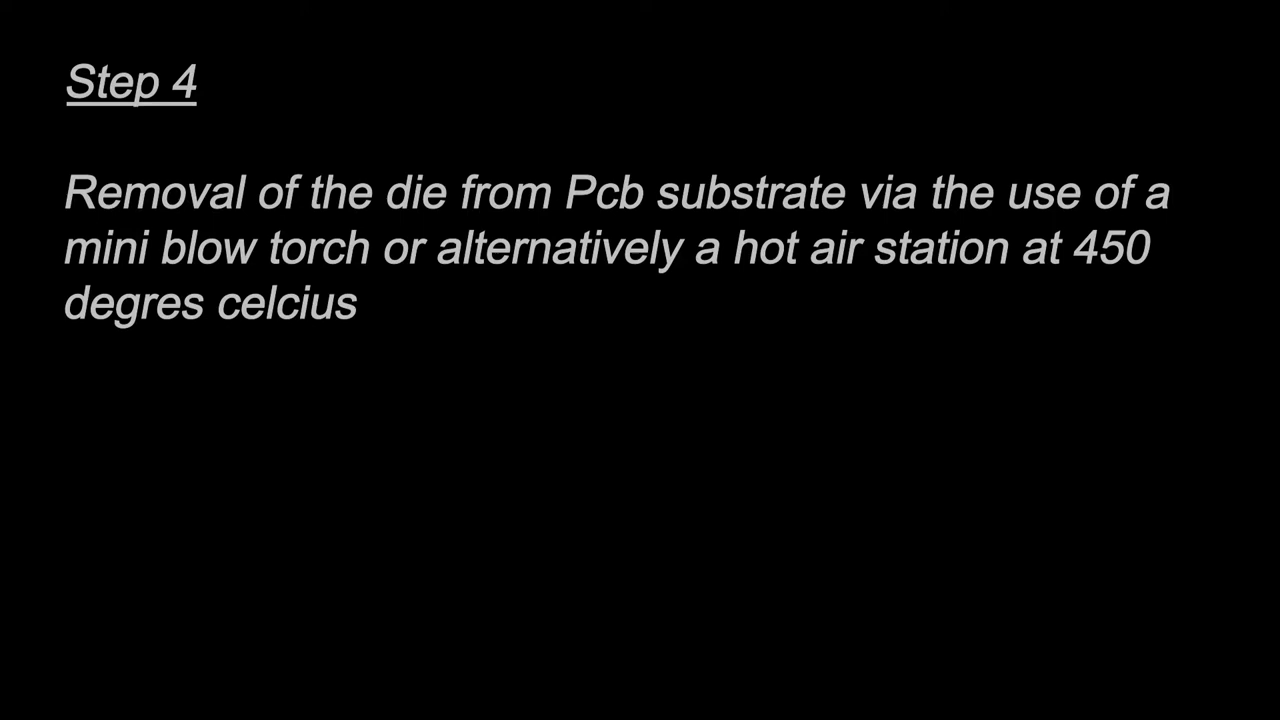 Step 4
Removal of the die from Pcb substrate via the use of a
mini blow torch or alternatively a hot air station at 450
degres celcius